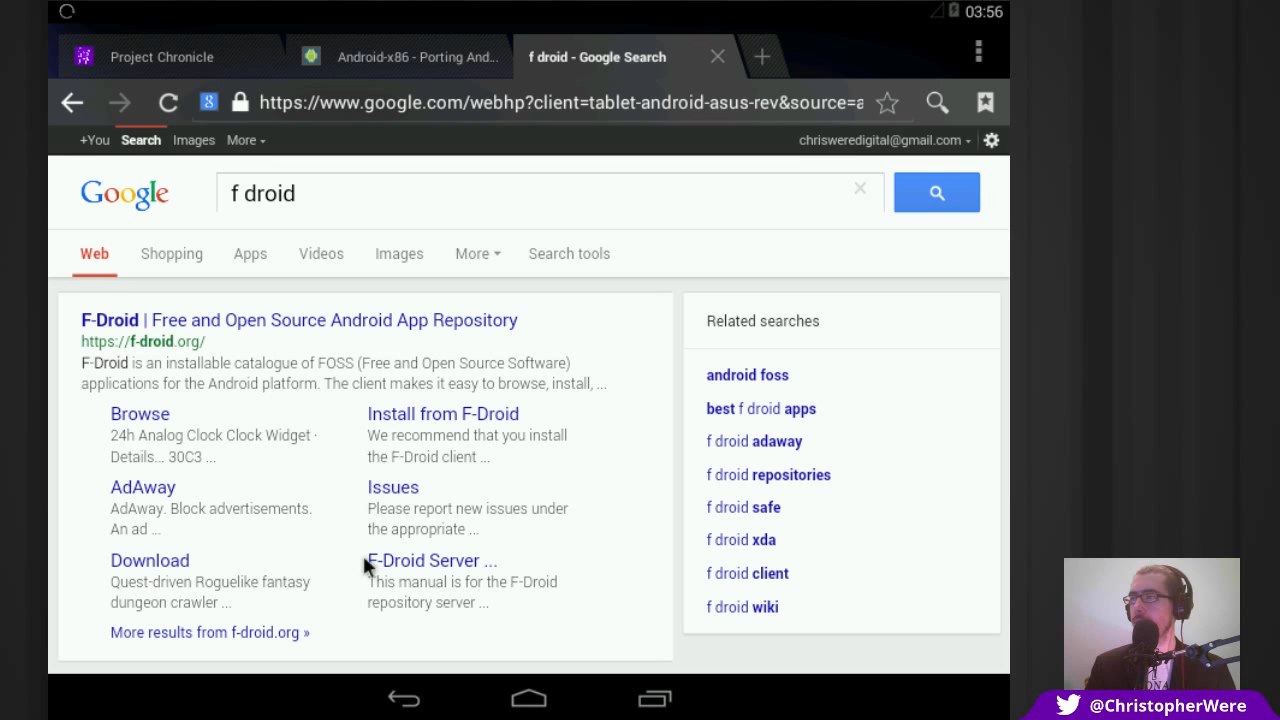 03:56
Project Chronicle
Android-x86 - Porting And...
f droid - Google Search
https://www.google.com/webhp?client=tablet-android-asus-rev&source=a
+You Search Images More
chrisweredigital@gmail.com
Google
f droid
Web Shopping Apps Videos Images More Search tools
F-Droid | Free and Open Source Android App Repository
https://f-droid.org/
F-Droid is an installable catalogue of FOSS (Free and Open Source Software)
applications for the Android platform. The client makes it easy to browse, install, ...
Browse
24h Analog Clock Clock Widget ·
Details... 30C3 ...
Install from F-Droid
We recommend that you install
the F-Droid client ...
AdAway
AdAway. Block advertisements.
An ad ...
Issues
Please report new issues under
the appropriate ...
Download
Quest-driven Roguelike fantasy
dungeon crawler ...
F-Droid Server ...
This manual is for the F-Droid
repository server ...
More results from f-droid.org »
Related searches
android foss
best f droid apps
f droid adaway
f droid repositories
f droid safe
f droid xda
f droid client
f droid wiki
@ChristopherWere